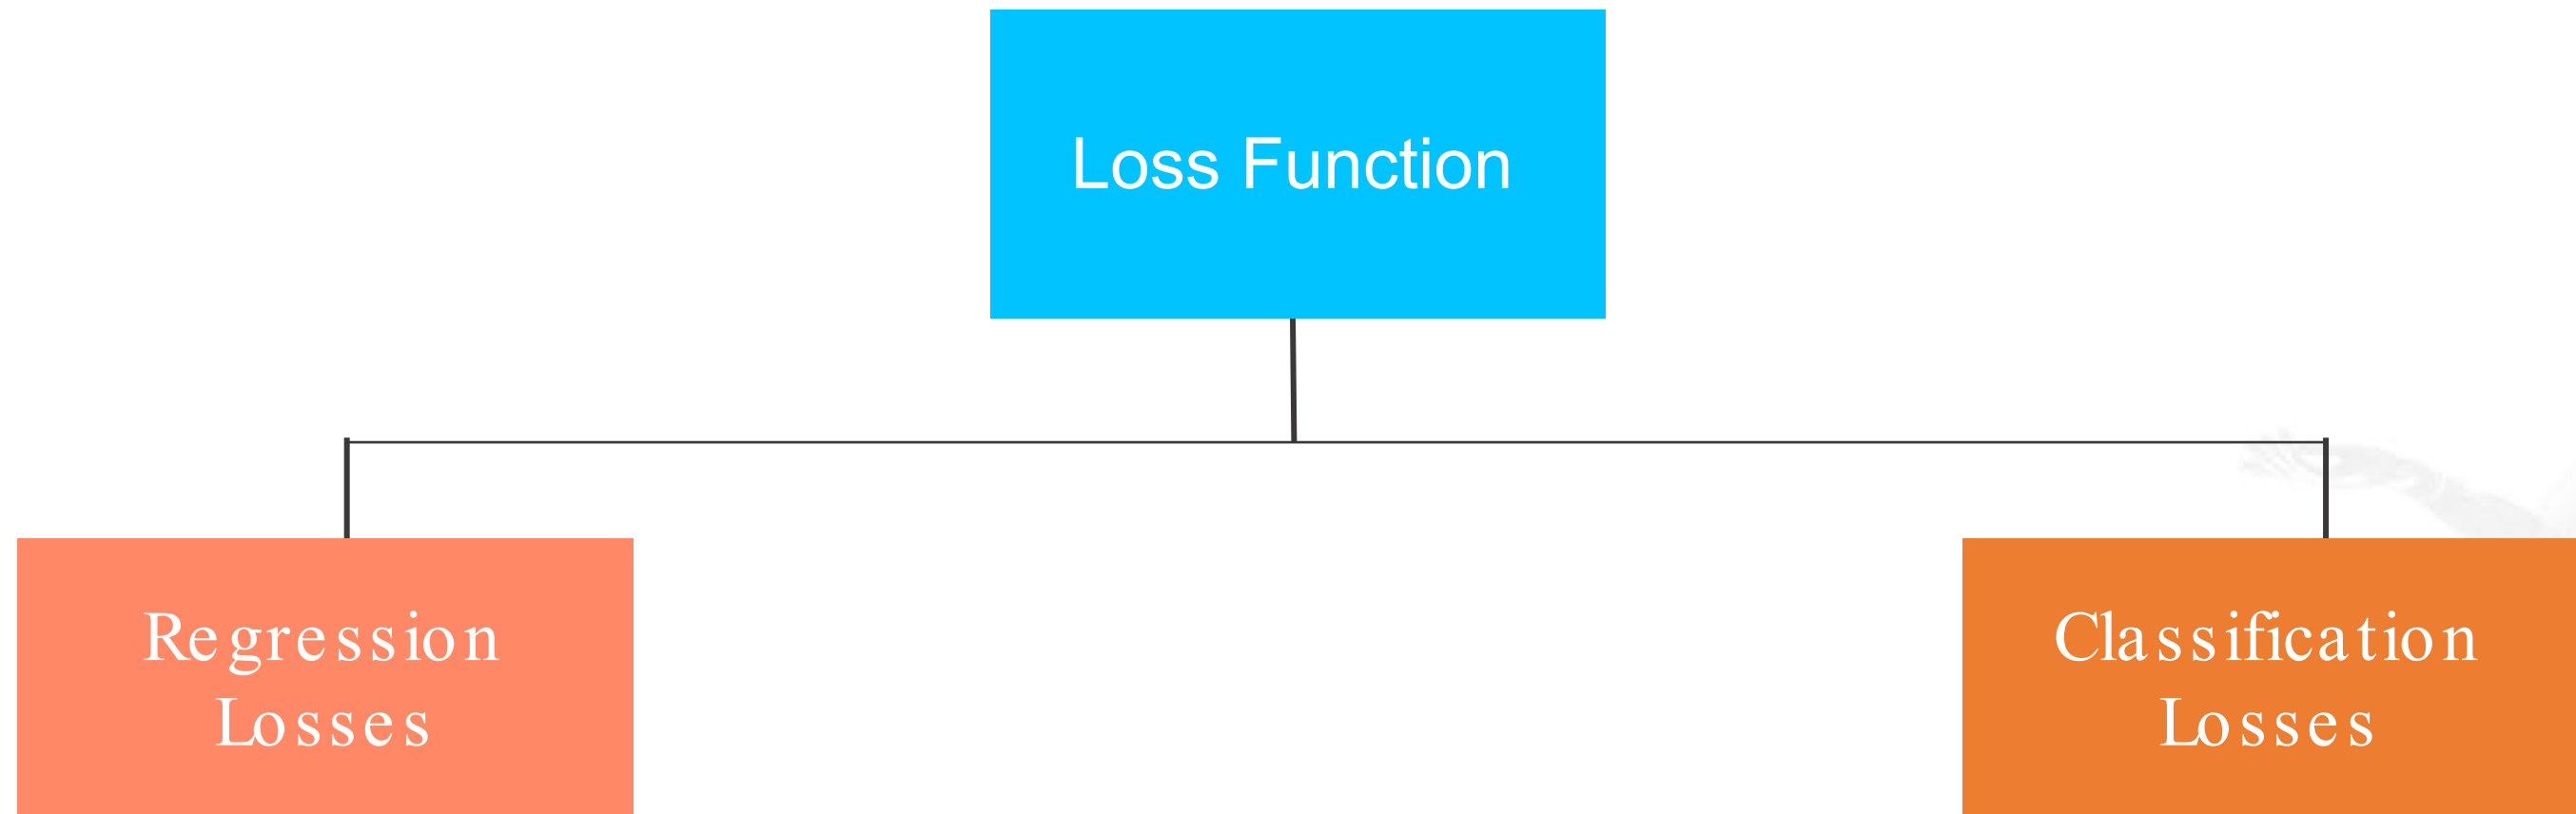 Loss Function
Regression
Losses
Classification
Losses